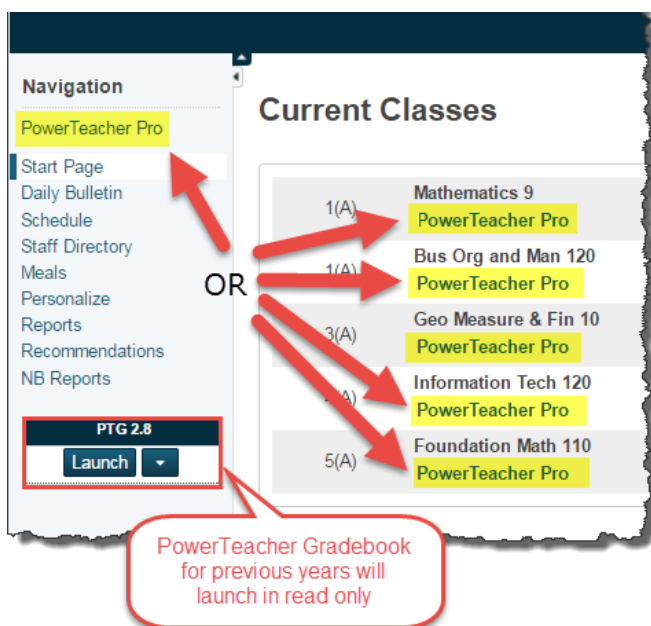 Navigation
PowerTeacher Pro
Start Page
Daily Bulletin
Schedule
Staff Directory
Meals
Personalize
Reports
Recommendations
NB Reports
PTG 2.8
Launch
OR
Current Classes
1(A)
Mathematics 9
PowerTeacher Pro
1(A)
Bus Org and Man 120
PowerTeacher Pro
3(A)
Geo Measure & Fin 10
PowerTeacher Pro
Information Tech 120
PowerTeacher Pro
5(A)
Foundation Math 110
PowerTeacher Pro
PowerTeacher Gradebook
for previous years will
launch in read only